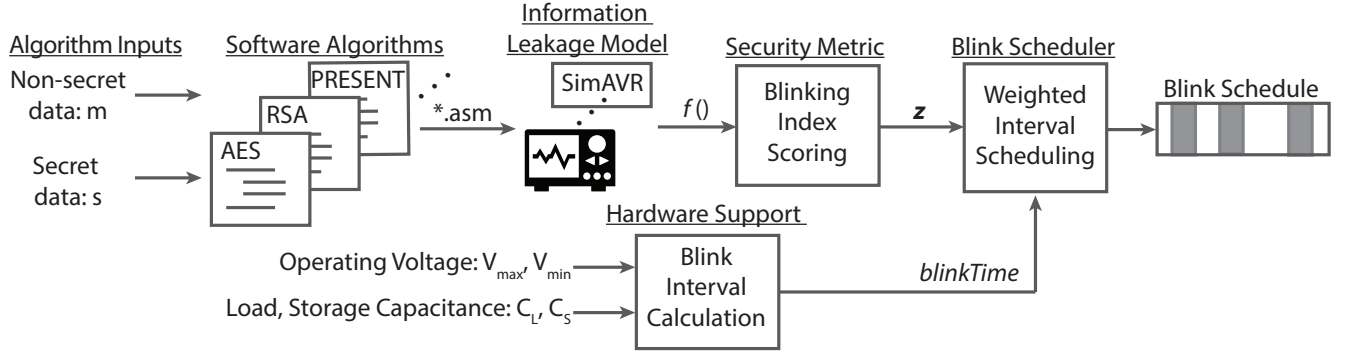 Algorithm Inputs
Non-secret
data: m
Secret
data: s
Software Algorithms
PRESENT
RSA
AES
*.asm
Information
Leakage Model
SimAVR
f()
Security Metric
Blinking
Index
Scoring
z
Blink Scheduler
Weighted
Interval
Scheduling
Blink Schedule
Hardware Support
Operating Voltage: Vmax, Vmin
Load, Storage Capacitance: CL, CS
Blink
Interval
Calculation
blinkTime